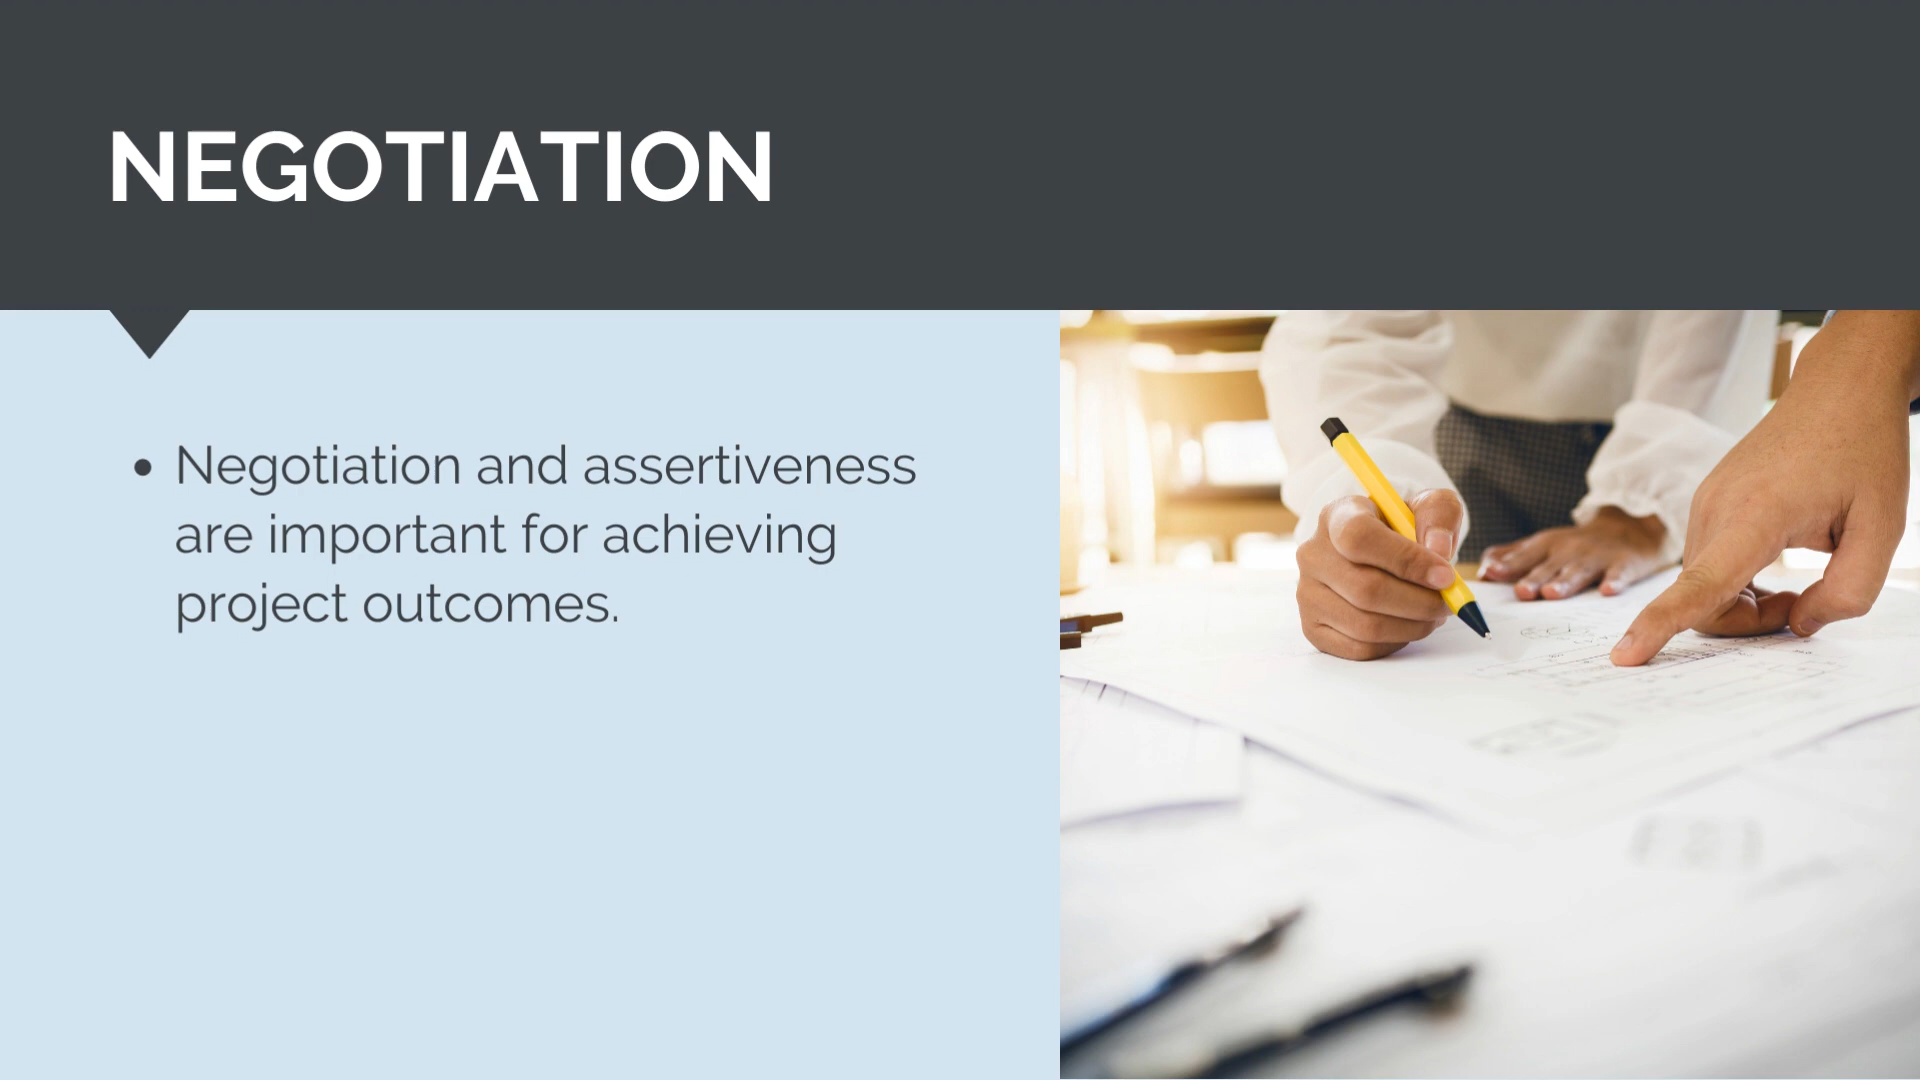 NEGOTIATION
• Negotiation and assertiveness
are important for achieving
project outcomes.